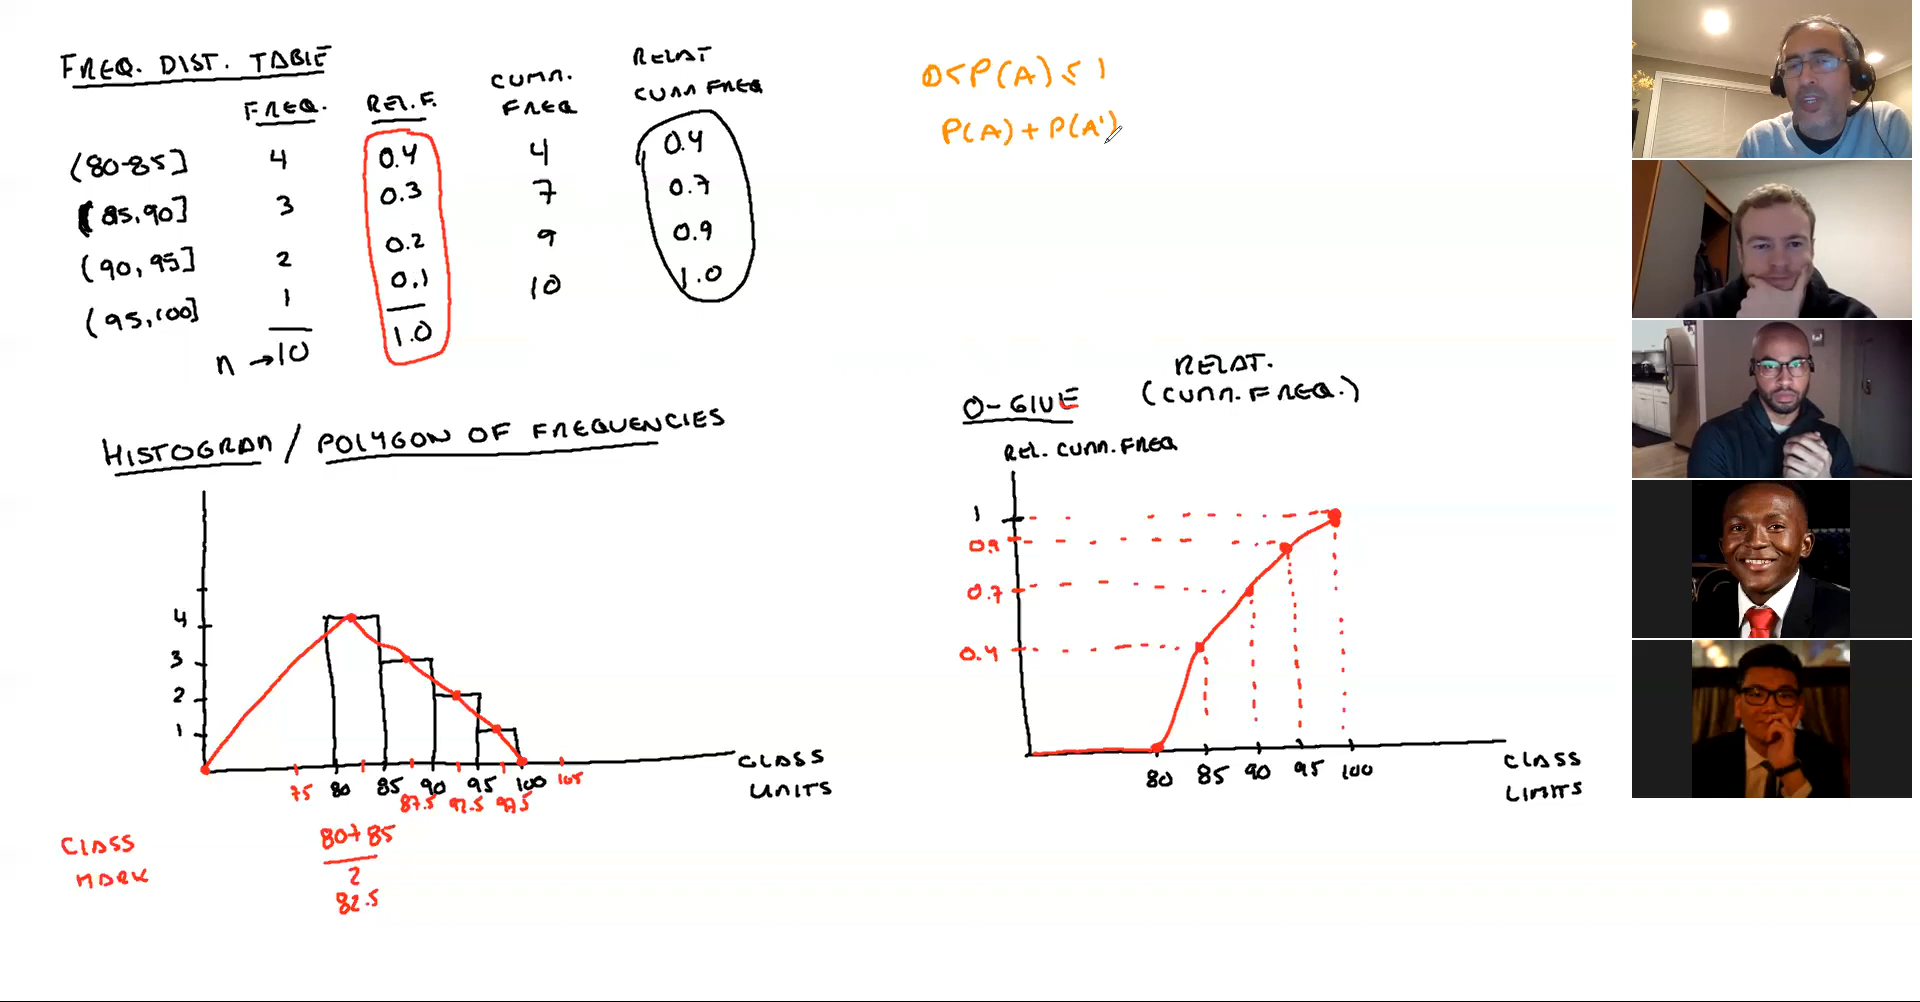 FREQ. DIST. TABLE
FREQ. REL.F. CUMM. FREQ RELAT CUMM FREQ
(80-85] 4 0.4 4 0.4
(85,90] 3 0.3 7 0.7
(90,95] 2 0.2 9 0.9
(95,100] 1 0.1 10 1.0
n → 10 1.0
0≤P(A)≤1
P(A)+P(A')
HISTOGRAM / POLYGON OF FREQUENCIES
4
3
2
1
75 80 85 90 95 100 105
87.5 92.5 97.5
CLASS
LIMITS
CLASS
MARK
80+85
2
82.5
O-GIVE
RELAT.
(CUMM.FREQ.)
REL. CUMM. FREQ
1
0.9
0.7
0.4
80 85 90 95 100
CLASS
LIMITS